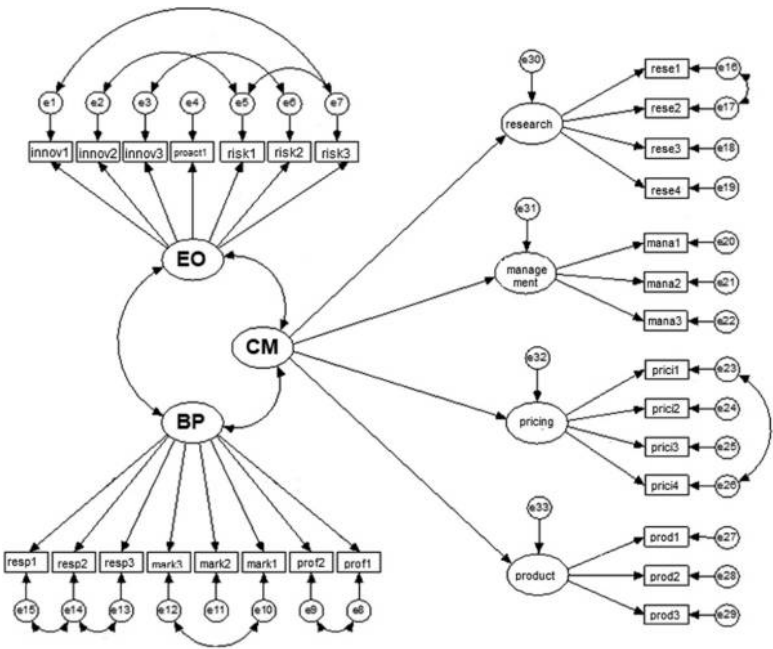 e1 e2 e3 e4 e5 e6 e7
innov1 innov2 innov3 proact1 risk1 risk2 risk3
EO
CM
BP
resp1 resp2 resp3 mark3 mark2 mark1 prof2 prof1
e15 e14 e13 e12 e11 e10 e9 e8
e30
research
rese1 e16
rese2 e17
rese3 e18
rese4 e19
e31
manage
ment
mana1 e20
mana2 e21
mana3 e22
e32
pricing
prici1 e23
prici2 e24
prici3 e25
prici4 e26
e33
product
prod1 e27
prod2 e28
prod3 e29